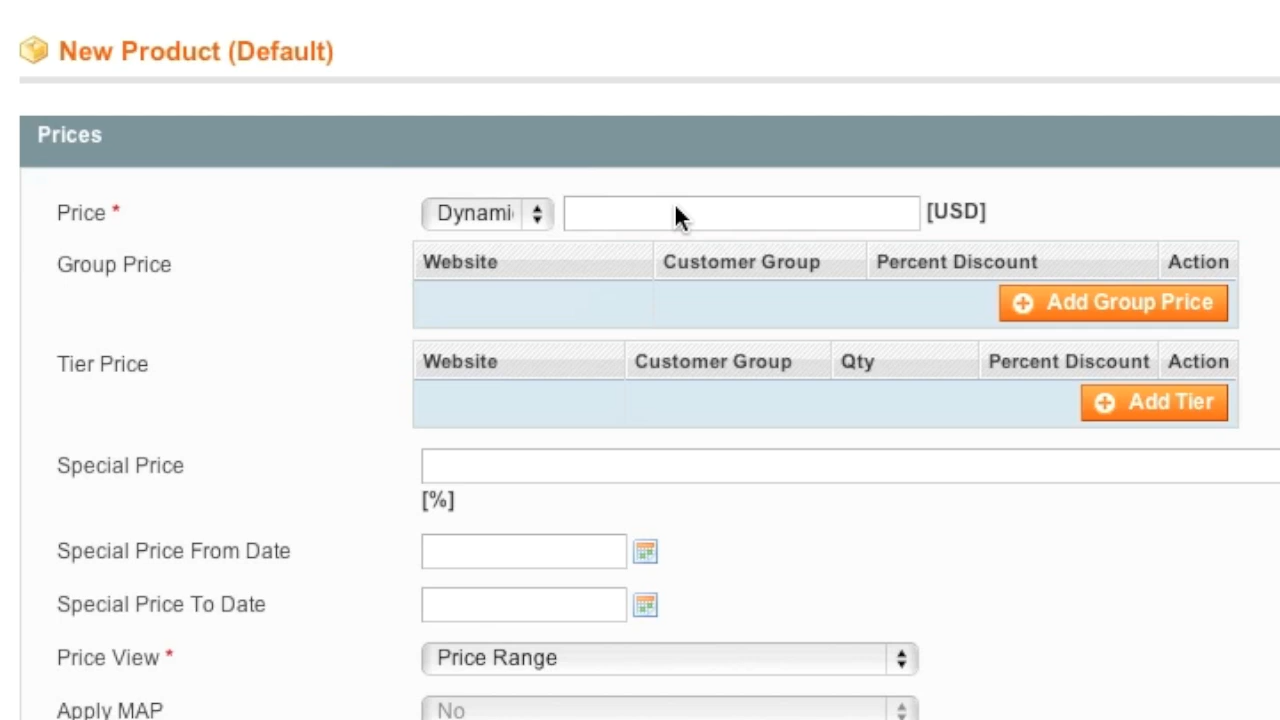 New Product (Default)
Prices
Price * Dynami [USD]
Group Price Website Customer Group Percent Discount Action
Add Group Price
Tier Price Website Customer Group Qty Percent Discount Action
Add Tier
Special Price
[%]
Special Price From Date
Special Price To Date
Price View * Price Range
Apply MAP No